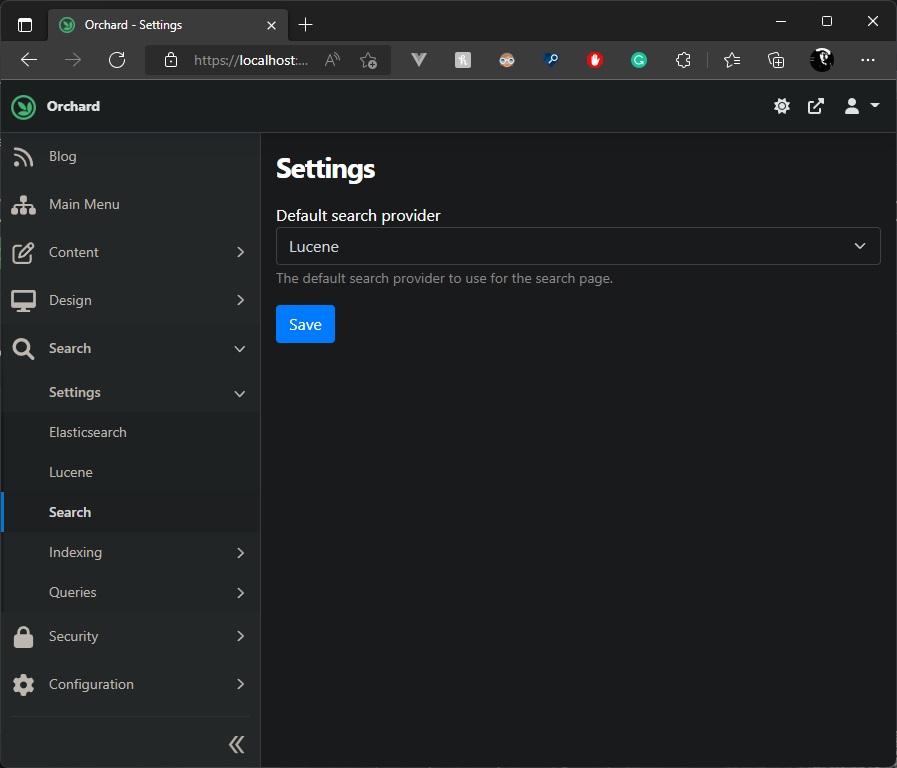 Orchard - Settings
https://localhost:...
Orchard
Blog
Main Menu
Content
Design
Search
Settings
Elasticsearch
Lucene
Search
Indexing
Queries
Security
Configuration
Settings
Default search provider
Lucene
The default search provider to use for the search page.
Save